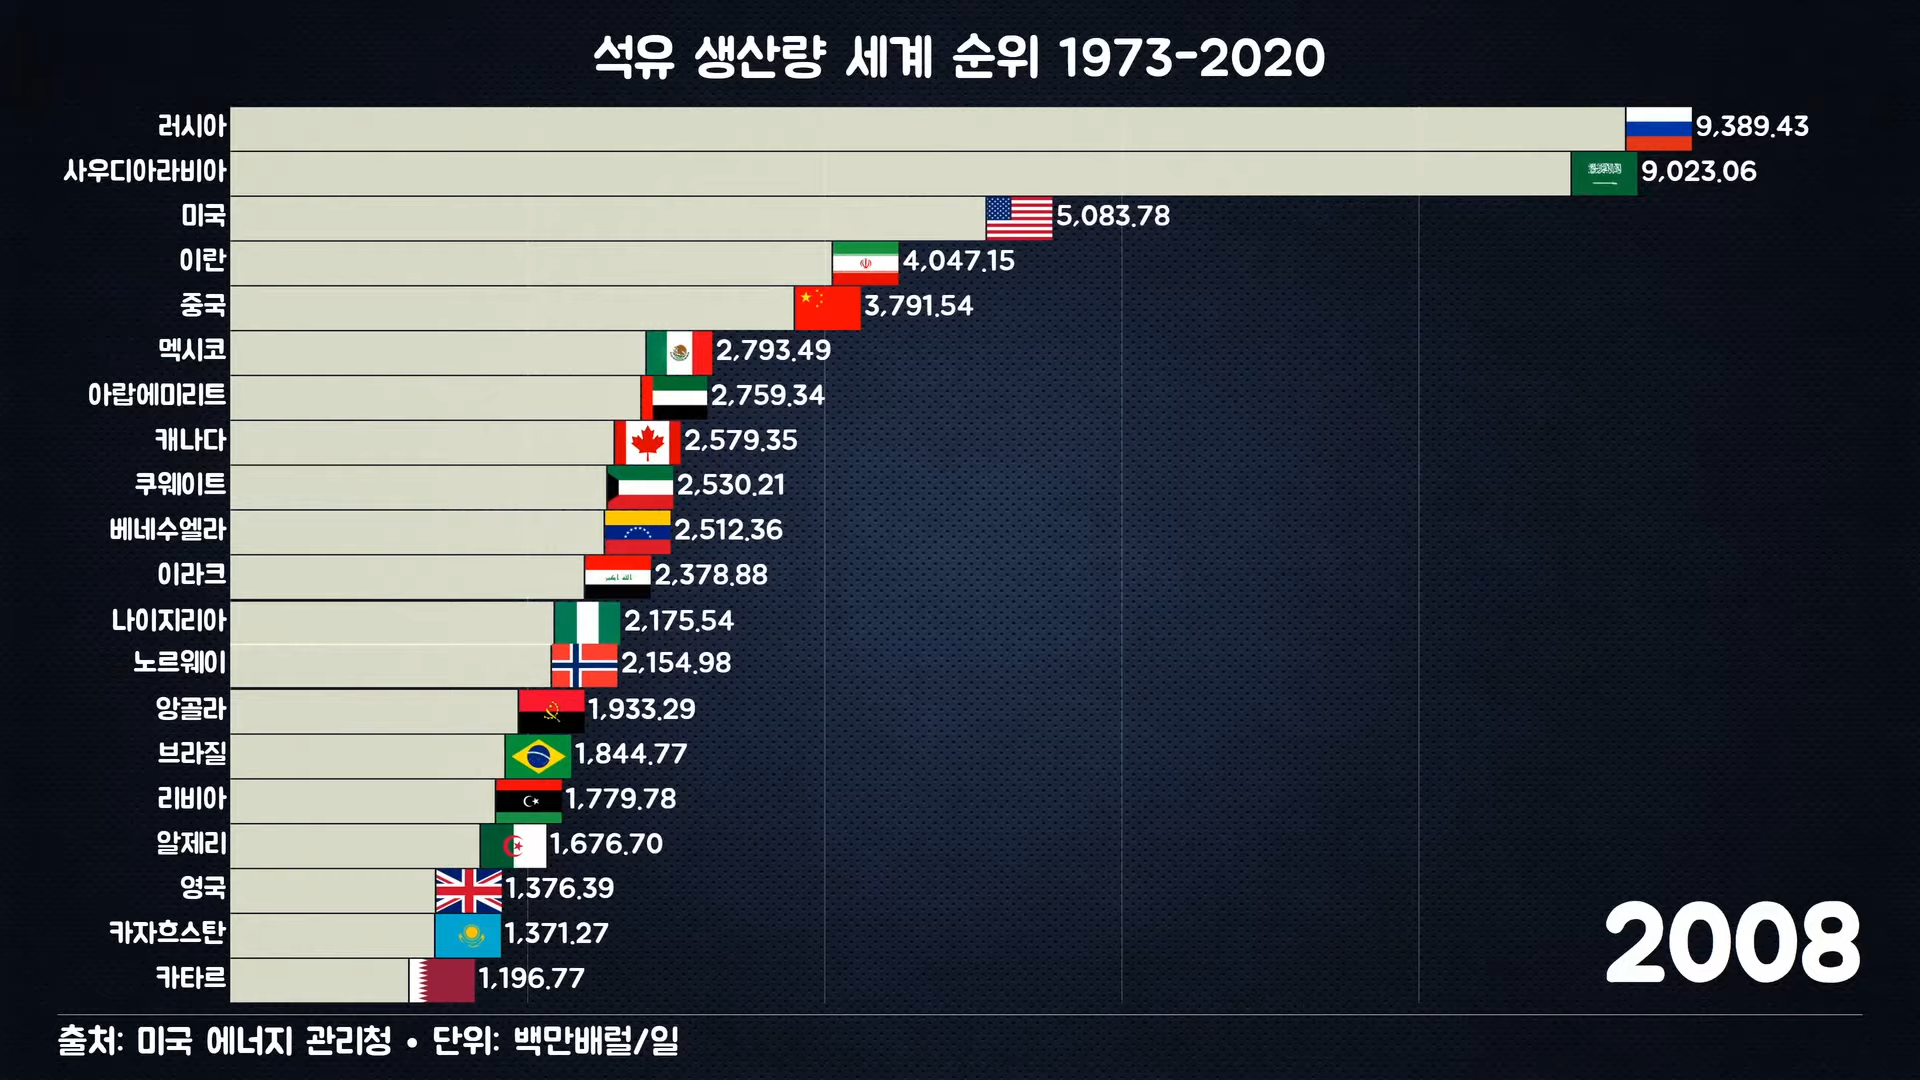 석유 생산량 세계 순위 1973-2020
러시아 9,389.43
사우디아라비아 9,023.06
미국 5,083.78
이란 4,047.15
중국 3,791.54
멕시코 2,793.49
아랍에미리트 2,759.34
캐나다 2,579.35
쿠웨이트 2,530.21
베네수엘라 2,512.36
이라크 2,378.88
나이지리아 2,175.54
노르웨이 2,154.98
앙골라 1,933.29
브라질 1,844.77
리비아 1,779.78
알제리 1,676.70
영국 1,376.39
카자흐스탄 1,371.27
카타르 1,196.77
2008
출처: 미국 에너지 관리청 • 단위: 백만배럴/일